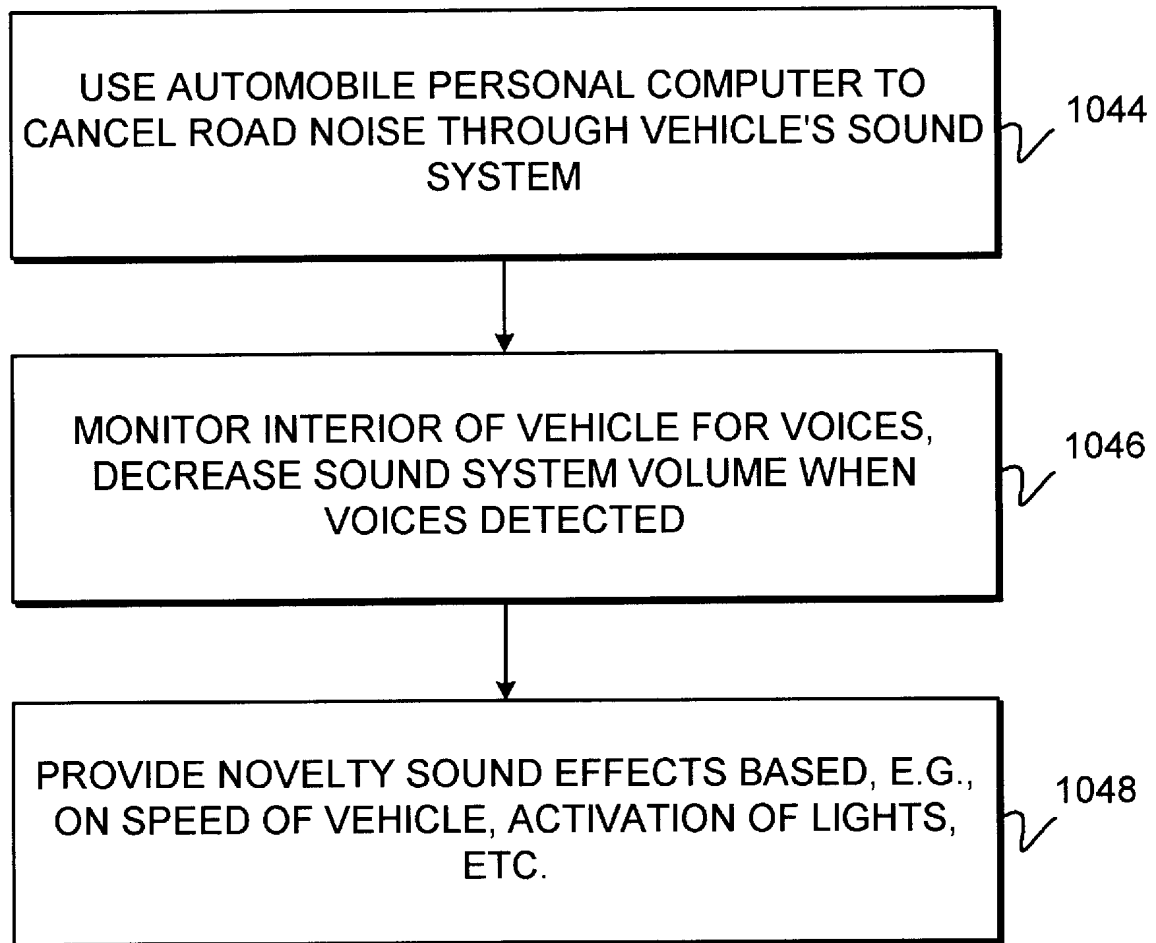 USE AUTOMOBILE PERSONAL COMPUTER TO
CANCEL ROAD NOISE THROUGH VEHICLE'S SOUND
SYSTEM
1044
MONITOR INTERIOR OF VEHICLE FOR VOICES,
DECREASE SOUND SYSTEM VOLUME WHEN
VOICES DETECTED
1046
PROVIDE NOVELTY SOUND EFFECTS BASED, E.G.,
ON SPEED OF VEHICLE, ACTIVATION OF LIGHTS,
ETC.
1048